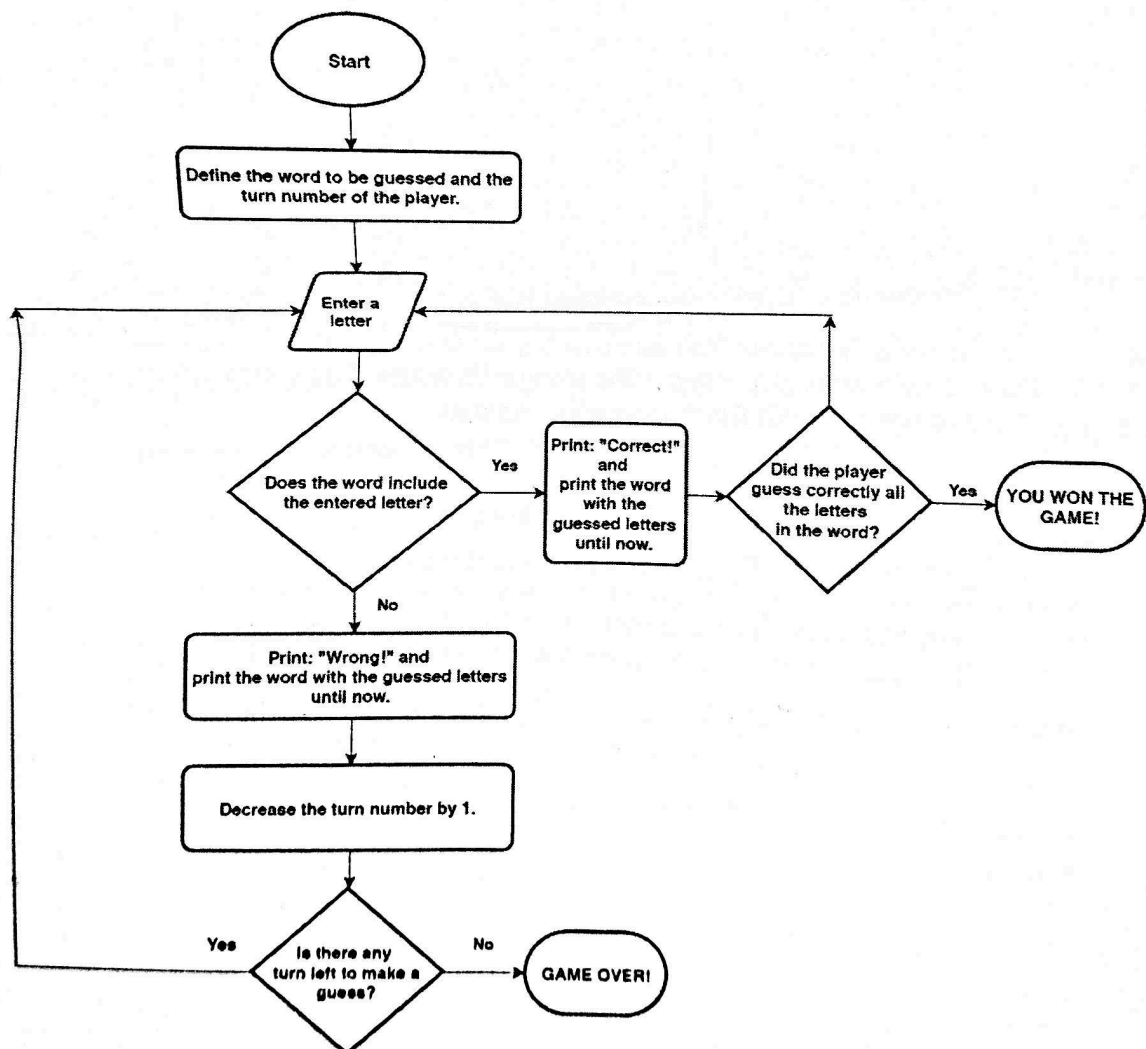 Start
Define the word to be guessed and the
turn number of the player.
Enter a
letter
Does the word include
the entered letter?
Yes
Print: "Correct!"
and
print the word
with the
guessed letters
until now.
Did the player
guess correctly all
the letters
in the word?
Yes
YOU WON THE
GAME!
No
Print: "Wrong!" and
print the word with the guessed letters
until now.
Decrease the turn number by 1.
Is there any
turn left to make a
guess?
Yes
No
GAME OVER!